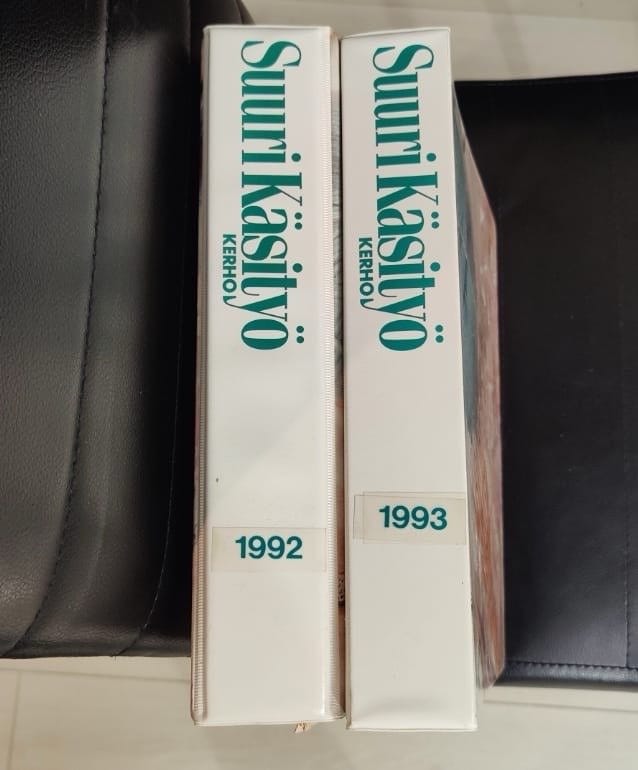 Suuri Käsityö
KERHO
1992
Suuri Käsityö
KERHO
1993